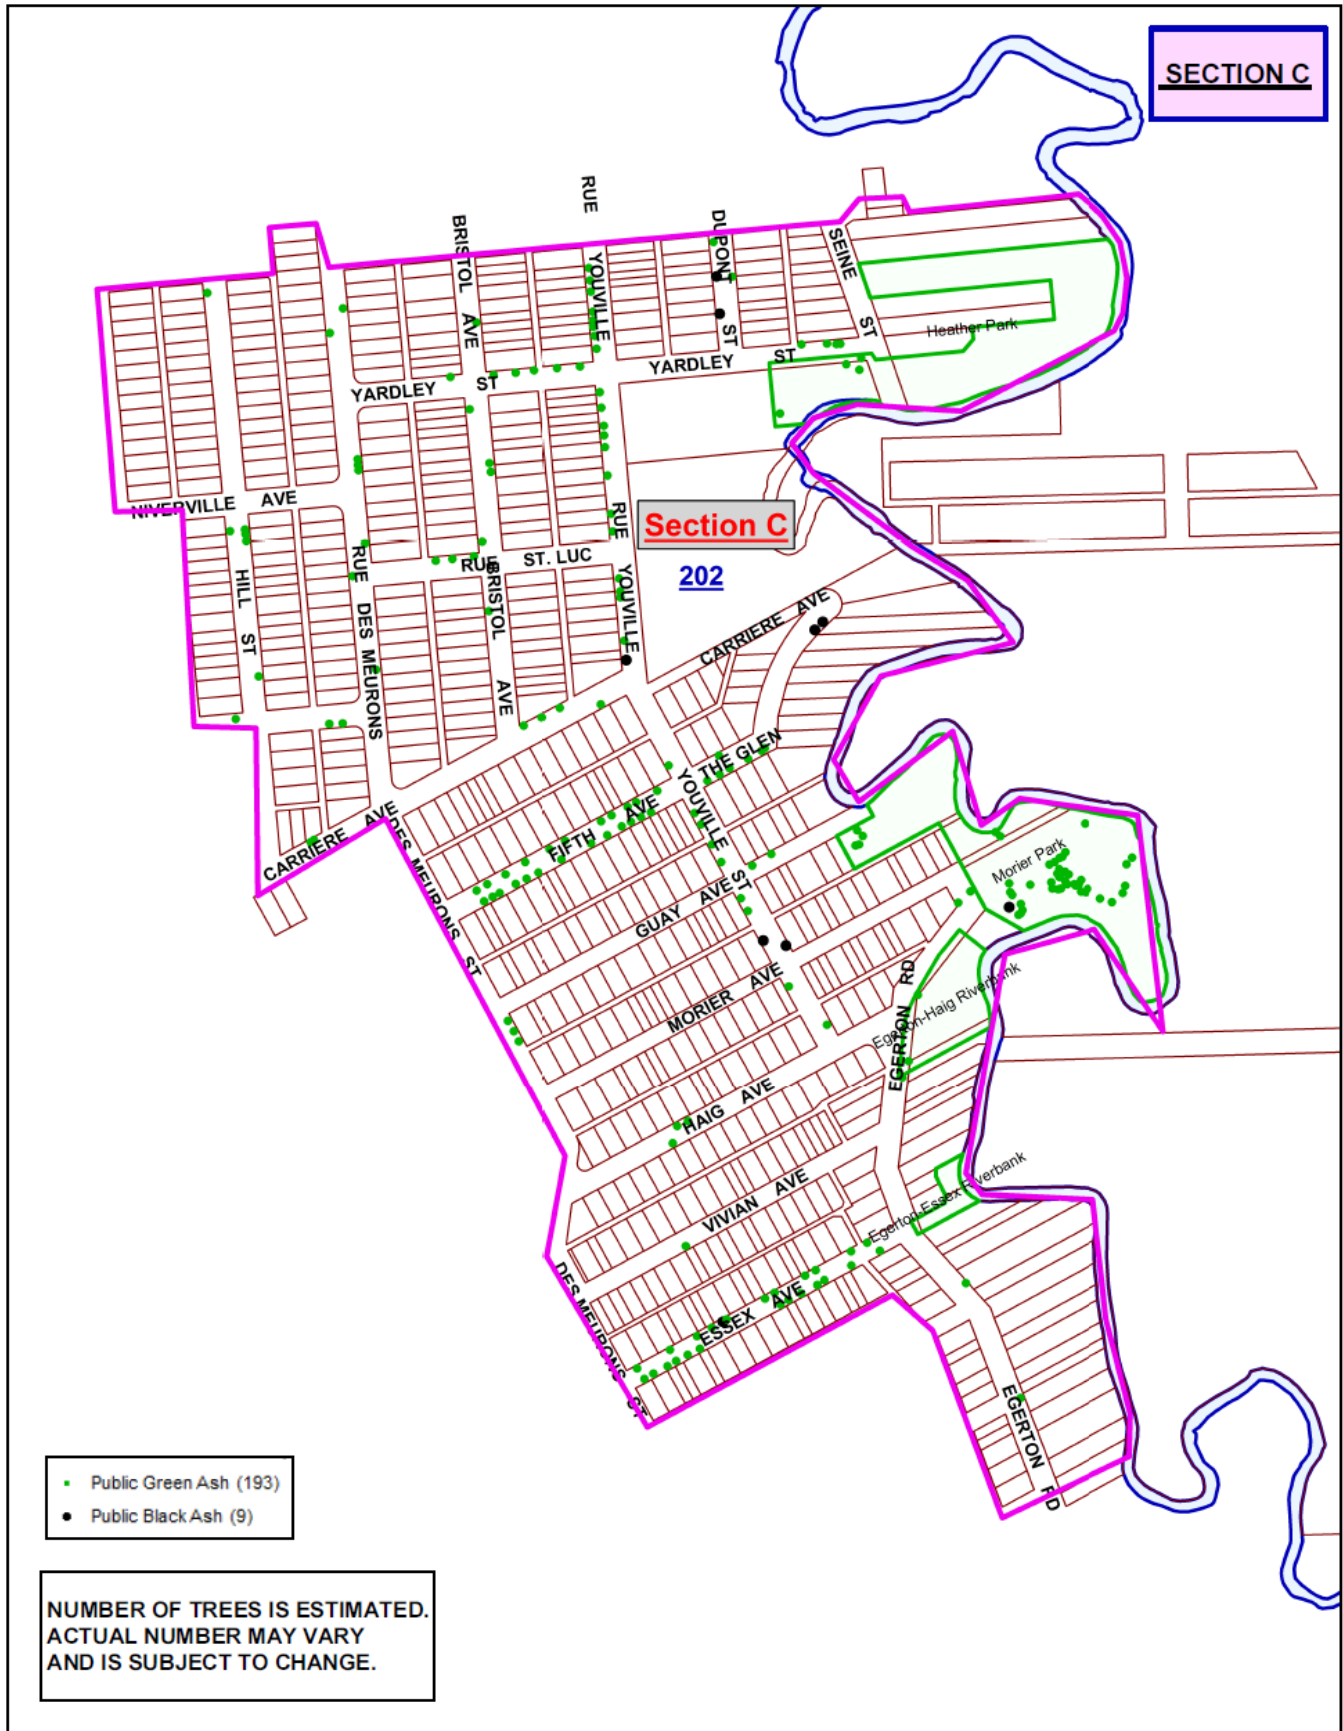 SECTION C
RUE
YOUVILLE
BRISTOL AVE
DUPONT ST
SEINE ST
Heather Park
YARDLEY ST
YARDLEY ST
NIVERVILLE AVE
Section C
202
RUE YOUVILLE
RUE ST. LUC
BRISTOL AVE
HILL ST
RUE DES MEURONS
CARRIERE AVE
THE GLEN
YOUVILLE ST
CARRIERE AVE
DES MEURONS ST
FIFTH AVE
Morier Park
GUAY AVE
MORIER AVE
EGERTON RD
Egerton-Haig Riverbank
HAIG AVE
VIVIAN AVE
Egerton-Essex Riverbank
DES MEURONS ST
ESSEX AVE
EGERTON RD
Public Green Ash (193)
Public Black Ash (9)
NUMBER OF TREES IS ESTIMATED.
ACTUAL NUMBER MAY VARY
AND IS SUBJECT TO CHANGE.